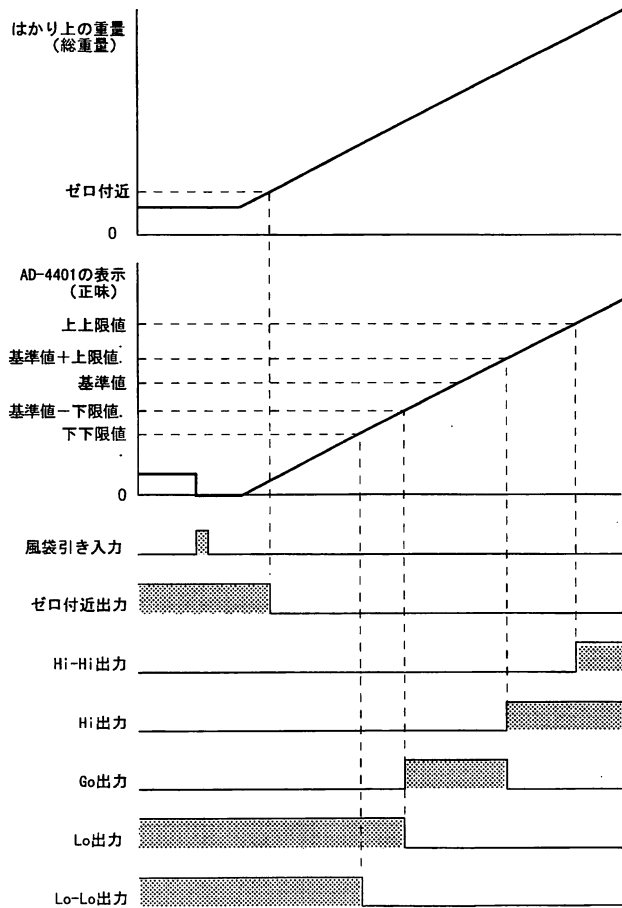 はかり上の重量
(総重量)
ゼロ付近
0
AD-4401の表示
(正味)
上上限値
基準値+上限値.
基準値
基準値-下限値.
下下限値
0
風袋引き入力
ゼロ付近出力
Hi-Hi出力
Hi出力
Go出力
Lo出力
Lo-Lo出力